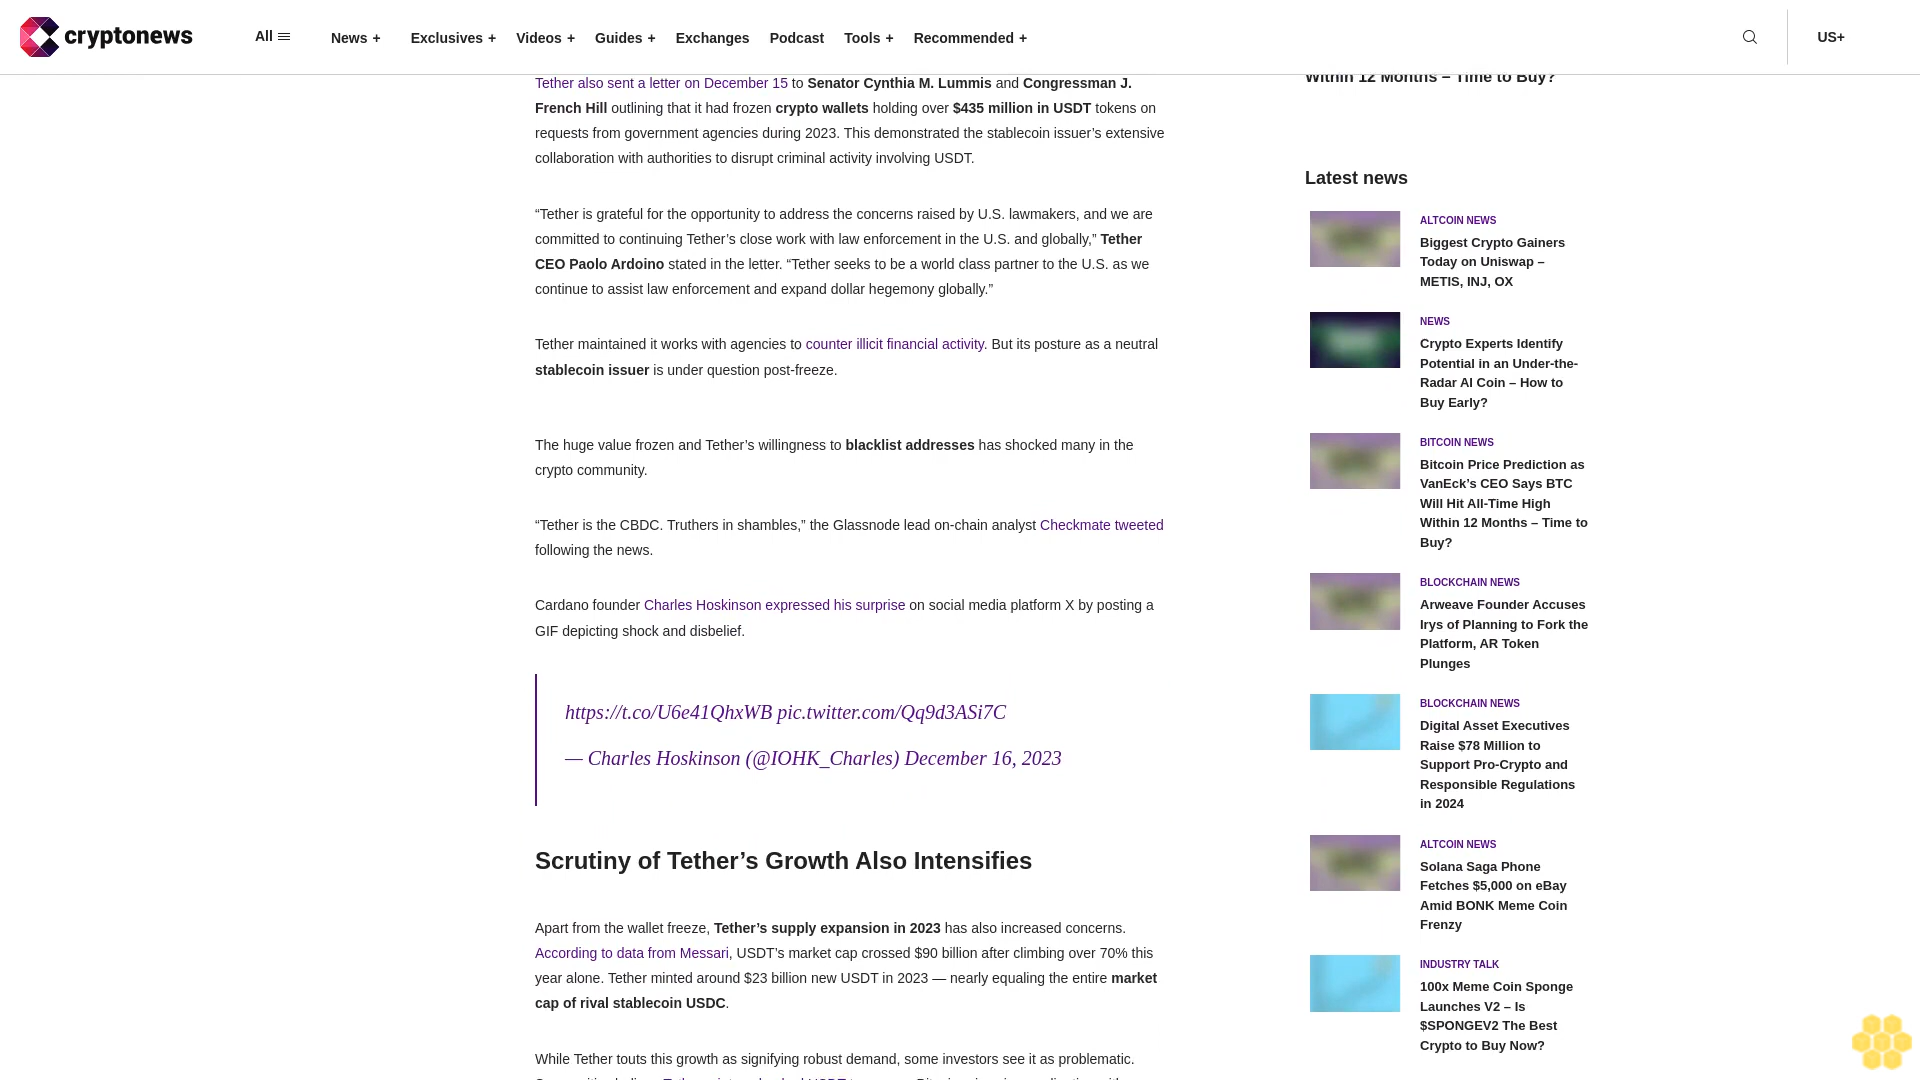 cryptonews
All
News +
Exclusives +
Videos +
Guides +
Exchanges
Podcast
Tools +
Recommended +
US+
Tether also sent a letter on December 15 to Senator Cynthia M. Lummis and Congressman J.
French Hill outlining that it had frozen crypto wallets holding over $435 million in USDT tokens on
requests from government agencies during 2023. This demonstrated the stablecoin issuer’s extensive
collaboration with authorities to disrupt criminal activity involving USDT.
“Tether is grateful for the opportunity to address the concerns raised by U.S. lawmakers, and we are
committed to continuing Tether’s close work with law enforcement in the U.S. and globally,” Tether
CEO Paolo Ardoino stated in the letter. “Tether seeks to be a world class partner to the U.S. as we
continue to assist law enforcement and expand dollar hegemony globally.”
Tether maintained it works with agencies to counter illicit financial activity. But its posture as a neutral
stablecoin issuer is under question post-freeze.
The huge value frozen and Tether’s willingness to blacklist addresses has shocked many in the
crypto community.
“Tether is the CBDC. Truthers in shambles,” the Glassnode lead on-chain analyst Checkmate tweeted
following the news.
Cardano founder Charles Hoskinson expressed his surprise on social media platform X by posting a
GIF depicting shock and disbelief.
https://t.co/U6e41QhxWB pic.twitter.com/Qq9d3ASi7C
— Charles Hoskinson (@IOHK_Charles) December 16, 2023
Scrutiny of Tether’s Growth Also Intensifies
Apart from the wallet freeze, Tether’s supply expansion in 2023 has also increased concerns.
According to data from Messari, USDT’s market cap crossed $90 billion after climbing over 70% this
year alone. Tether minted around $23 billion new USDT in 2023 — nearly equaling the entire market
cap of rival stablecoin USDC.
While Tether touts this growth as signifying robust demand, some investors see it as problematic.
Within 12 Months – Time to Buy?
Latest news
ALTCOIN NEWS
Biggest Crypto Gainers
Today on Uniswap –
METIS, INJ, OX
NEWS
Crypto Experts Identify
Potential in an Under-the-
Radar AI Coin – How to
Buy Early?
BITCOIN NEWS
Bitcoin Price Prediction as
VanEck’s CEO Says BTC
Will Hit All-Time High
Within 12 Months – Time to
Buy?
BLOCKCHAIN NEWS
Arweave Founder Accuses
Irys of Planning to Fork the
Platform, AR Token
Plunges
BLOCKCHAIN NEWS
Digital Asset Executives
Raise $78 Million to
Support Pro-Crypto and
Responsible Regulations
in 2024
ALTCOIN NEWS
Solana Saga Phone
Fetches $5,000 on eBay
Amid BONK Meme Coin
Frenzy
INDUSTRY TALK
100x Meme Coin Sponge
Launches V2 – Is
$SPONGEV2 The Best
Crypto to Buy Now?